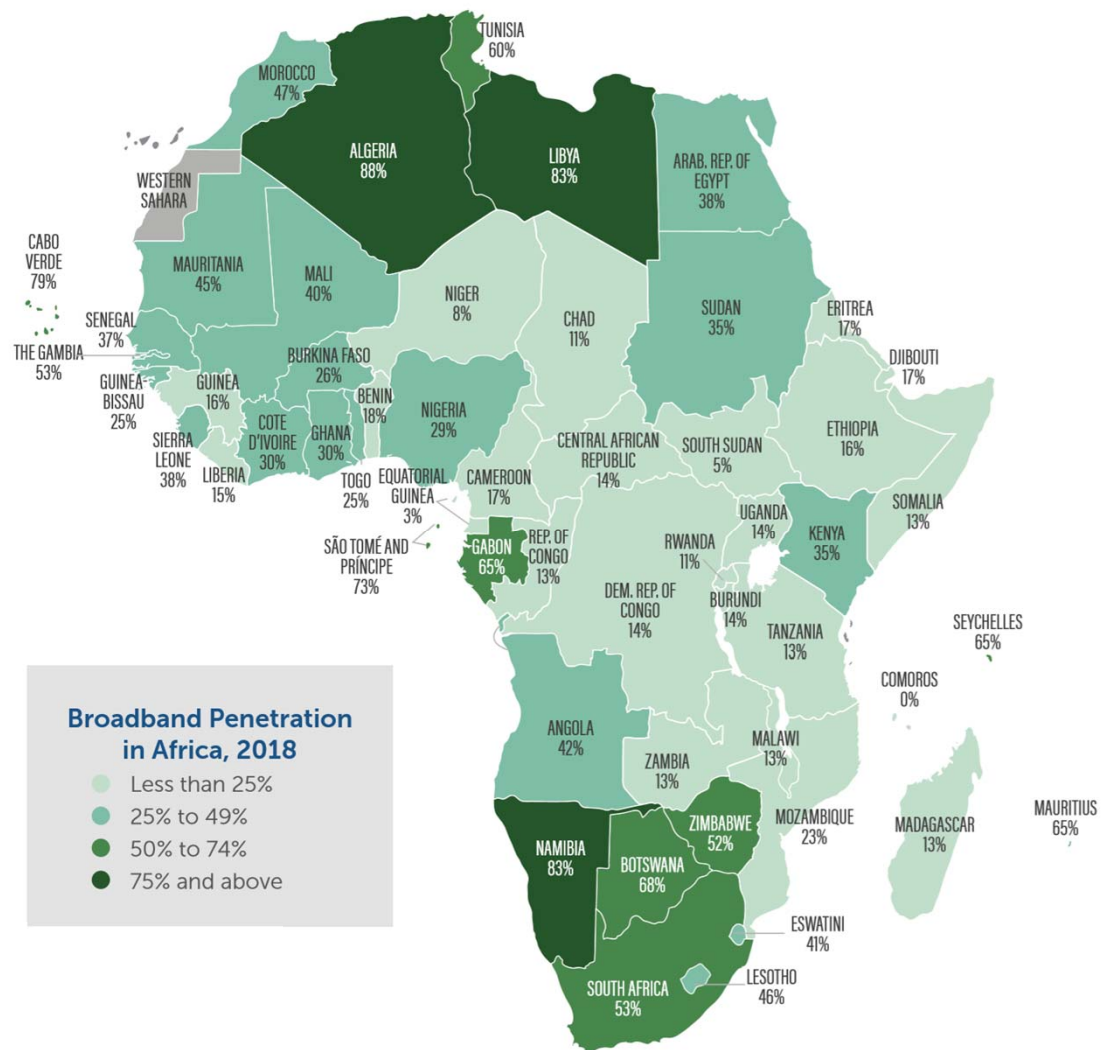 TUNISIA
60%
MOROCCO
47%
ALGERIA
88%
LIBYA
83%
ARAB. REP. OF
EGYPT
38%
WESTERN
SAHARA
CABO
VERDE
79%
MAURITANIA
45%
MALI
40%
NIGER
8%
CHAD
11%
SUDAN
35%
ERITREA
17%
SENEGAL
37%
THE GAMBIA
53%
GUINEA-
BISSAU
25%
GUINEA
16%
BURKINA FASO
26%
BENIN
18%
NIGERIA
29%
DJIBOUTI
17%
ETHIOPIA
16%
SIERRA
LEONE
38%
LIBERIA
15%
COTE
D'IVOIRE
30%
GHANA
30%
TOGO
25%
EQUATORIAL
GUINEA
3%
CAMEROON
17%
CENTRAL AFRICAN
REPUBLIC
14%
SOUTH SUDAN
5%
SOMALIA
13%
UGANDA
14%
KENYA
35%
SÃO TOMÉ AND
PRÍNCIPE
73%
GABON
65%
REP. OF
CONGO
13%
RWANDA
11%
DEM. REP. OF
CONGO
14%
BURUNDI
14%
TANZANIA
13%
SEYCHELLES
65%
COMOROS
0%
ANGOLA
42%
ZAMBIA
13%
MALAWI
13%
MOZAMBIQUE
23%
MADAGASCAR
13%
MAURITIUS
65%
NAMIBIA
83%
BOTSWANA
68%
ZIMBABWE
52%
ESWATINI
41%
LESOTHO
46%
SOUTH AFRICA
53%
Broadband Penetration
in Africa, 2018
Less than 25%
25% to 49%
50% to 74%
75% and above